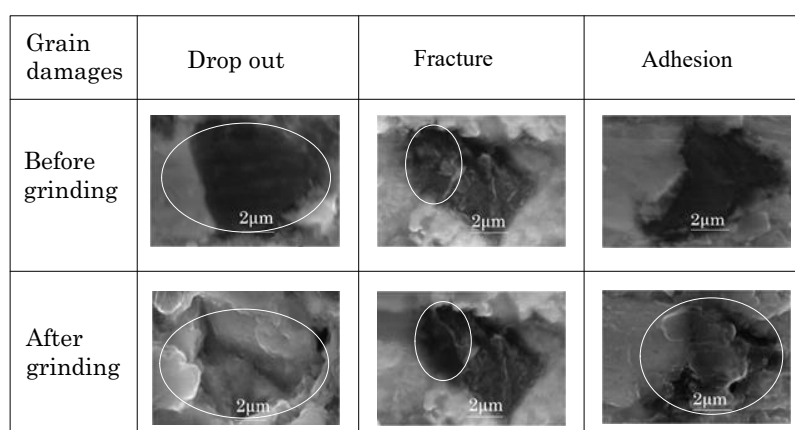 Grain
damages
Drop out
Fracture
Adhesion
Before
grinding
2μm
2μm
2μm
After
grinding
2μm
2μm
2μm